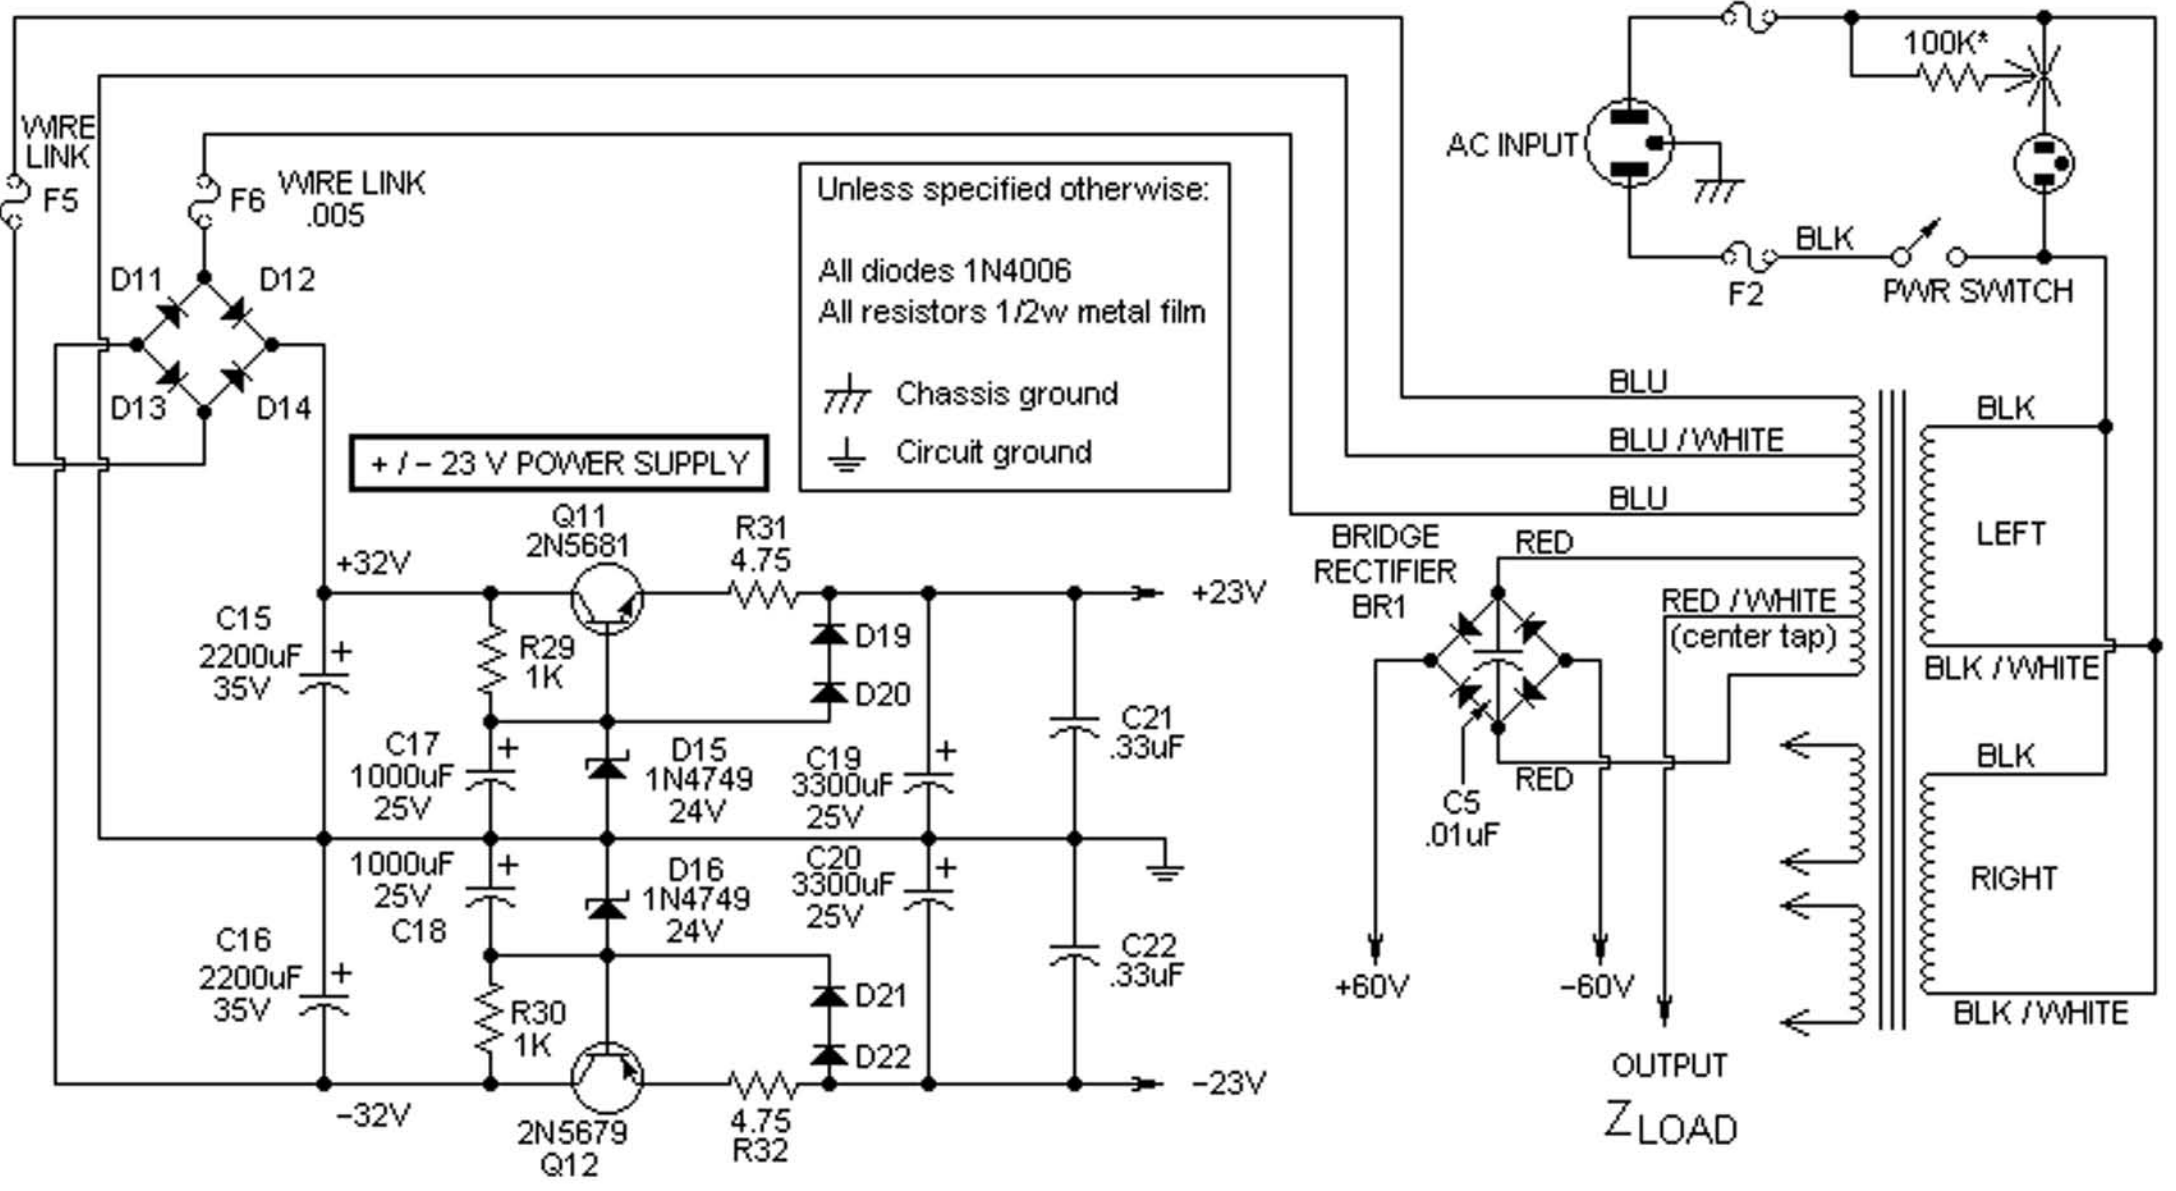 100K*
WIRE
LINK
F5
F6
WIRE LINK
.005
Unless specified otherwise:
All diodes 1N4006
All resistors 1/2w metal film
Chassis ground
Circuit ground
AC INPUT
BLK
F2
PWR SWITCH
D11
D12
D13
D14
+ / – 23 V POWER SUPPLY
BLU
BLU / WHITE
BLU
BLK
LEFT
BLK / WHITE
BRIDGE
RECTIFIER
BR1
RED
RED / WHITE
(center tap)
RED
C5
.01uF
BLK
RIGHT
BLK / WHITE
+60V
–60V
OUTPUT
ZLOAD
Q11
2N5681
R31
4.75
+32V
+23V
C15
2200uF
35V
+
R29
1K
D19
D20
C17
1000uF
25V
+
D15
1N4749
24V
C19
3300uF
25V
+
C21
.33uF
1000uF
25V
C18
+
D16
1N4749
24V
C20
3300uF
25V
+
C22
.33uF
C16
2200uF
35V
+
R30
1K
D21
D22
–32V
–23V
2N5679
Q12
4.75
R32